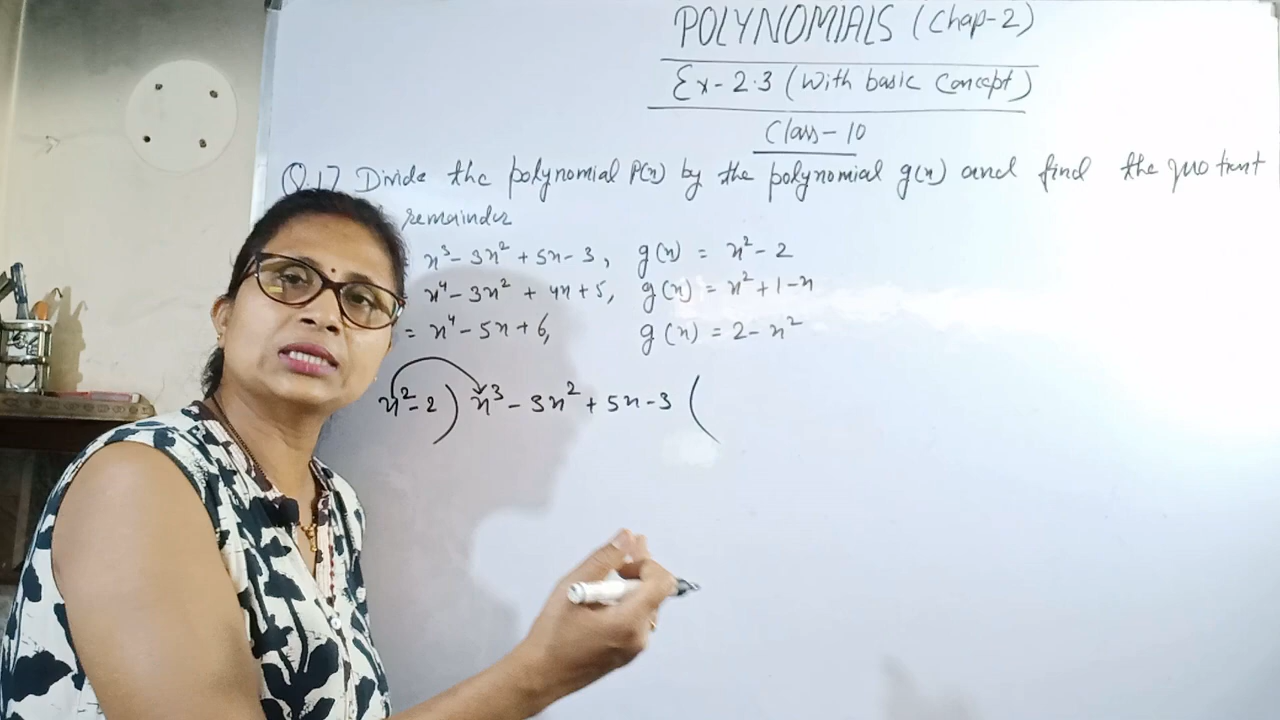 POLYNOMIALS (Chap-2)
Ex-2.3 (With basic Concept)
Class-10
Q.1) Divide the polynomial P(x) by the polynomial g(x) and find the quotient
remainder
x³ - 3x² + 5x - 3, g(x) = x² - 2
x⁴ - 3x² + 4x + 5, g(x) = x² + 1 - x
= x⁴ - 5x + 6, g(x) = 2 - x²
x² - 2 ) x³ - 3x² + 5x - 3 (